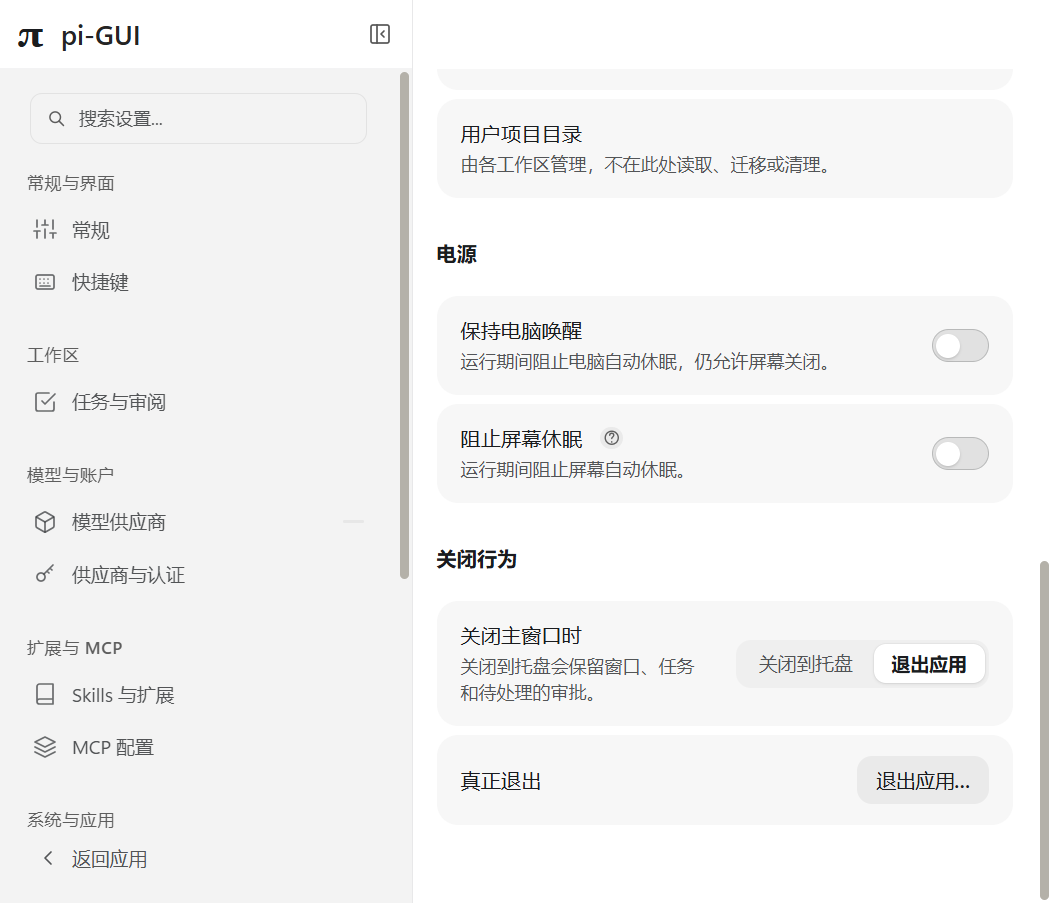 π pi-GUI
搜索设置...
常规与界面
常规
快捷键
工作区
任务与审阅
模型与账户
模型供应商
供应商与认证
扩展与 MCP
Skills 与扩展
MCP 配置
系统与应用
返回应用
用户项目目录
由各工作区管理，不在此处读取、迁移或清理。
电源
保持电脑唤醒
运行期间阻止电脑自动休眠，仍允许屏幕关闭。
阻止屏幕休眠
运行期间阻止屏幕自动休眠。
关闭行为
关闭主窗口时
关闭到托盘会保留窗口、任务
和待处理的审批。
关闭到托盘
退出应用
真正退出
退出应用...